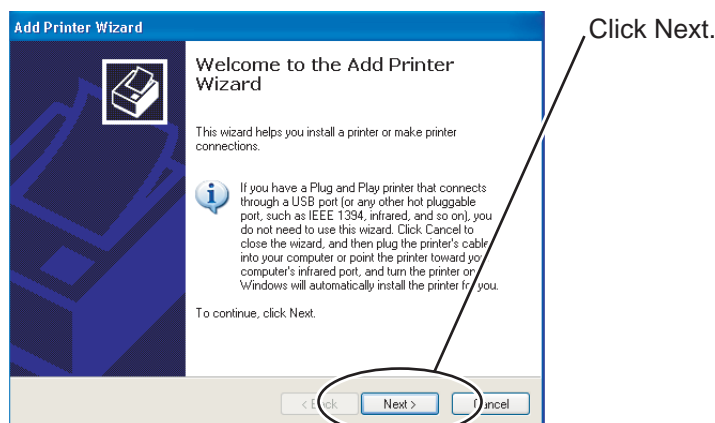 Add Printer Wizard
Click Next.
Welcome to the Add Printer
Wizard
This wizard helps you install a printer or make printer
connections.
If you have a Plug and Play printer that connects
through a USB port (or any other hot pluggable
port, such as IEEE 1394, infrared, and so on), you
do not need to use this wizard. Click Cancel to
close the wizard, and then plug the printer's cable
into your computer or point the printer toward your
computer's infrared port, and turn the printer on.
Windows will automatically install the printer for you.
To continue, click Next.
< Back Next > Cancel